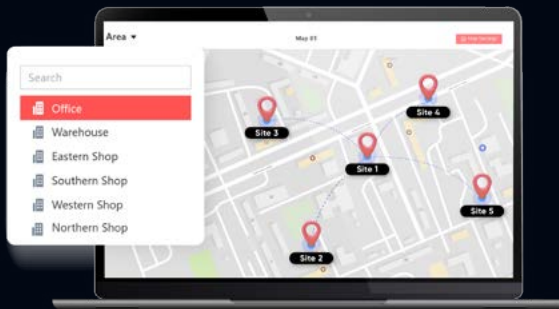 Area
Map 01
Search
Office
Warehouse
Eastern Shop
Southern Shop
Western Shop
Northern Shop
Site 4
Site 3
Site 1
Site 5
Site 2